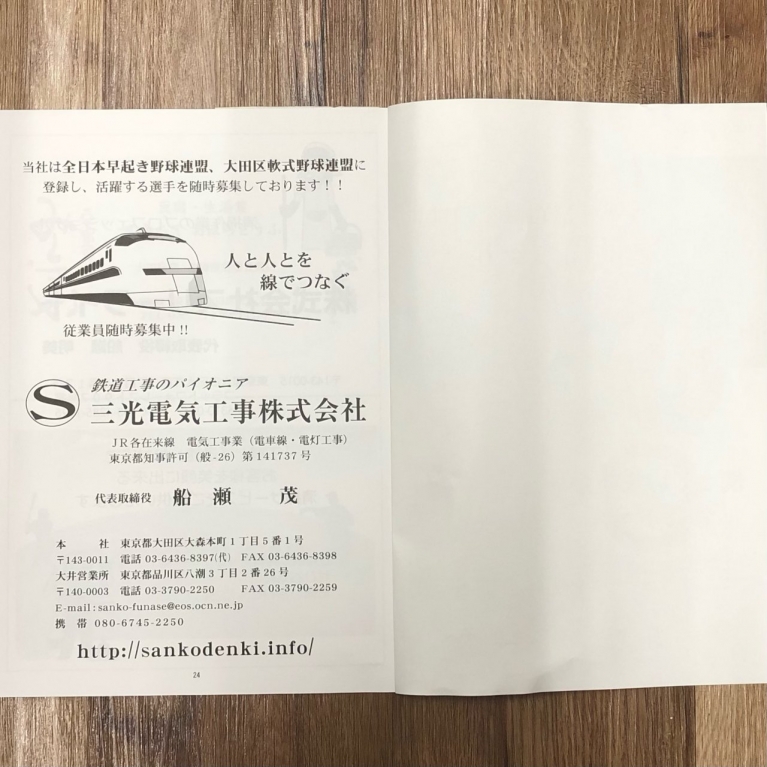 当社は全日本早起き野球連盟、大田区軟式野球連盟に
登録し、活躍する選手を随時募集しております！！
人と人とを
線でつなぐ
従業員随時募集中!!
鉄道工事のパイオニア
S 三光電気工事株式会社
JR各在来線 電気工事業（電車線・電灯工事）
東京都知事許可（般-26）第141737号
代表取締役 船瀬 茂
本 社 東京都大田区大森本町1丁目5番1号
〒143-0011 電話 03-6436-8397(代) FAX 03-6436-8398
大井営業所 東京都品川区八潮3丁目2番26号
〒140-0003 電話 03-3790-2250 FAX 03-3790-2259
E-mail:sanko-funase@eos.ocn.ne.jp
携 帯 080-6745-2250
http://sankodenki.info/
24